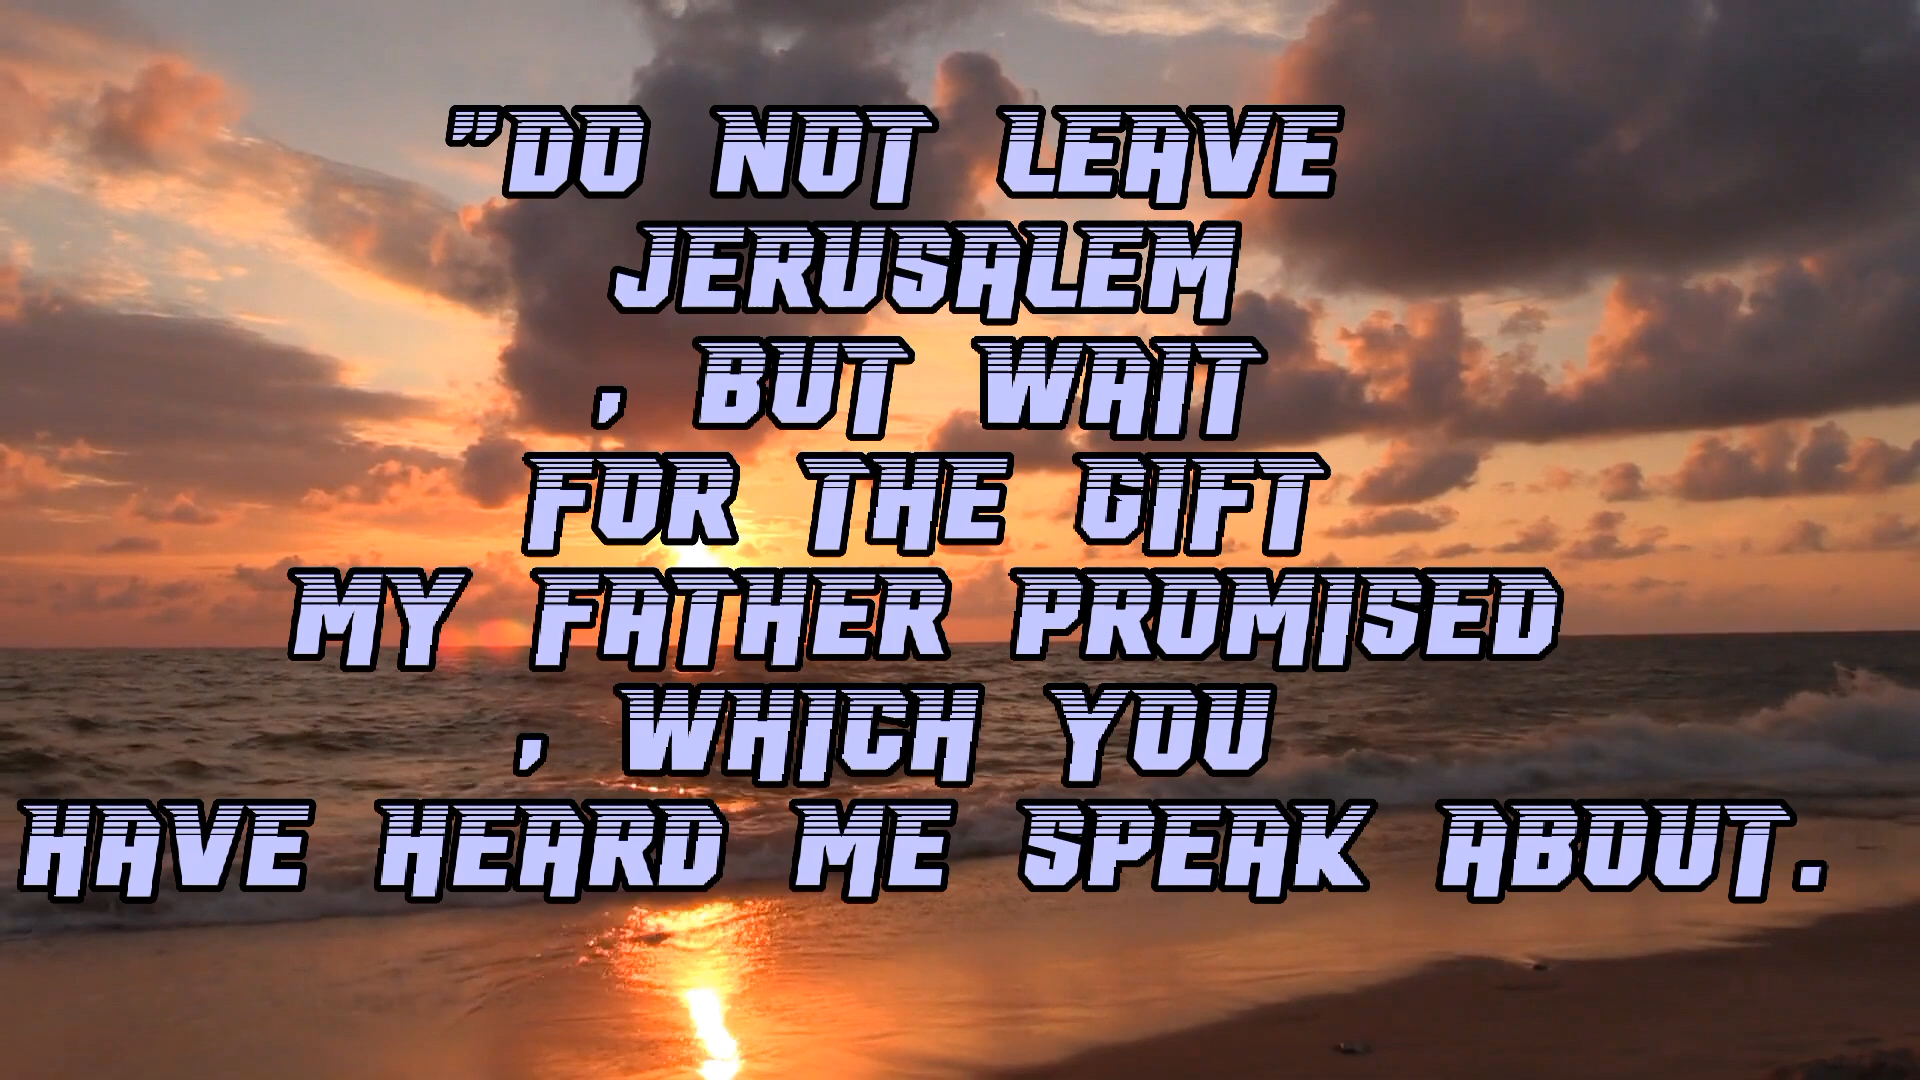 "DO NOT LEAVE
JERUSALEM
, BUT WAIT
FOR THE GIFT
MY FATHER PROMISED
, WHICH YOU
HAVE HEARD ME SPEAK ABOUT.